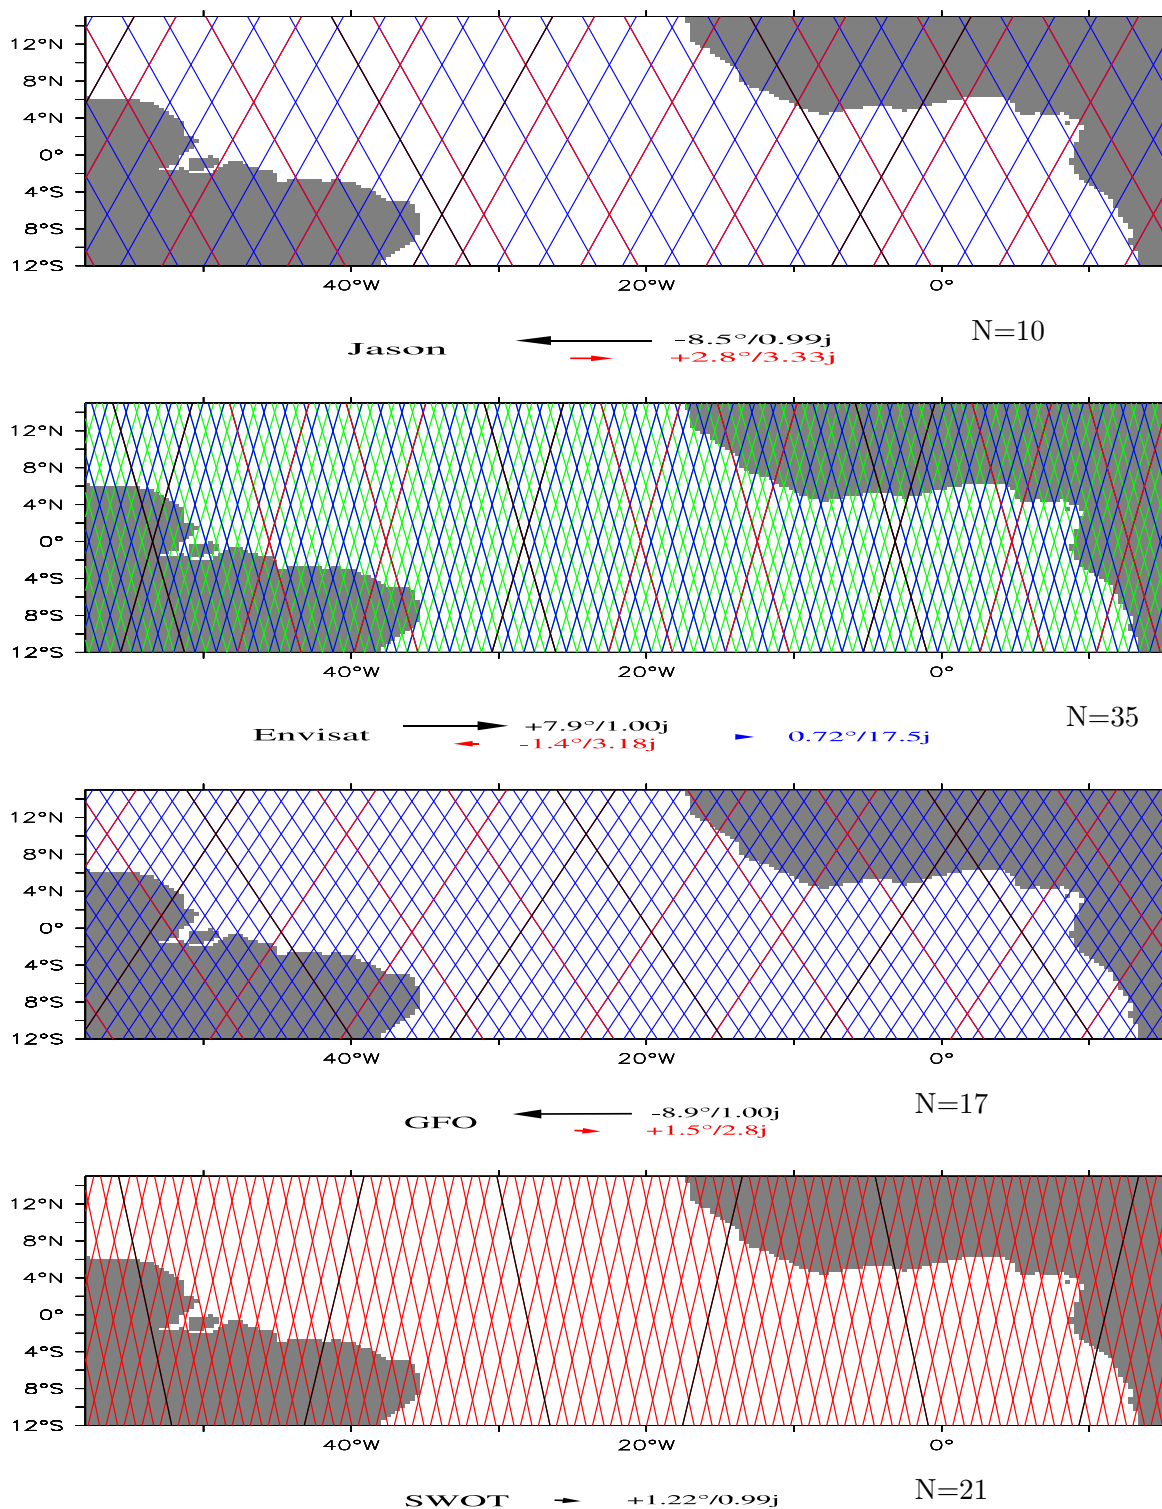 12°N
8°N
4°N
0°
4°S
8°S
12°S
40°W 20°W 0°
Jason -8.5°/0.99j N=10
+2.8°/3.33j
12°N
8°N
4°N
0°
4°S
8°S
12°S
40°W 20°W 0°
Envisat +7.9°/1.00j N=35
-1.4°/3.18j 0.72°/17.5j
12°N
8°N
4°N
0°
4°S
8°S
12°S
40°W 20°W 0°
GFO -8.9°/1.00j N=17
+1.5°/2.8j
12°N
8°N
4°N
0°
4°S
8°S
12°S
40°W 20°W 0°
SWOT +1.22°/0.99j N=21